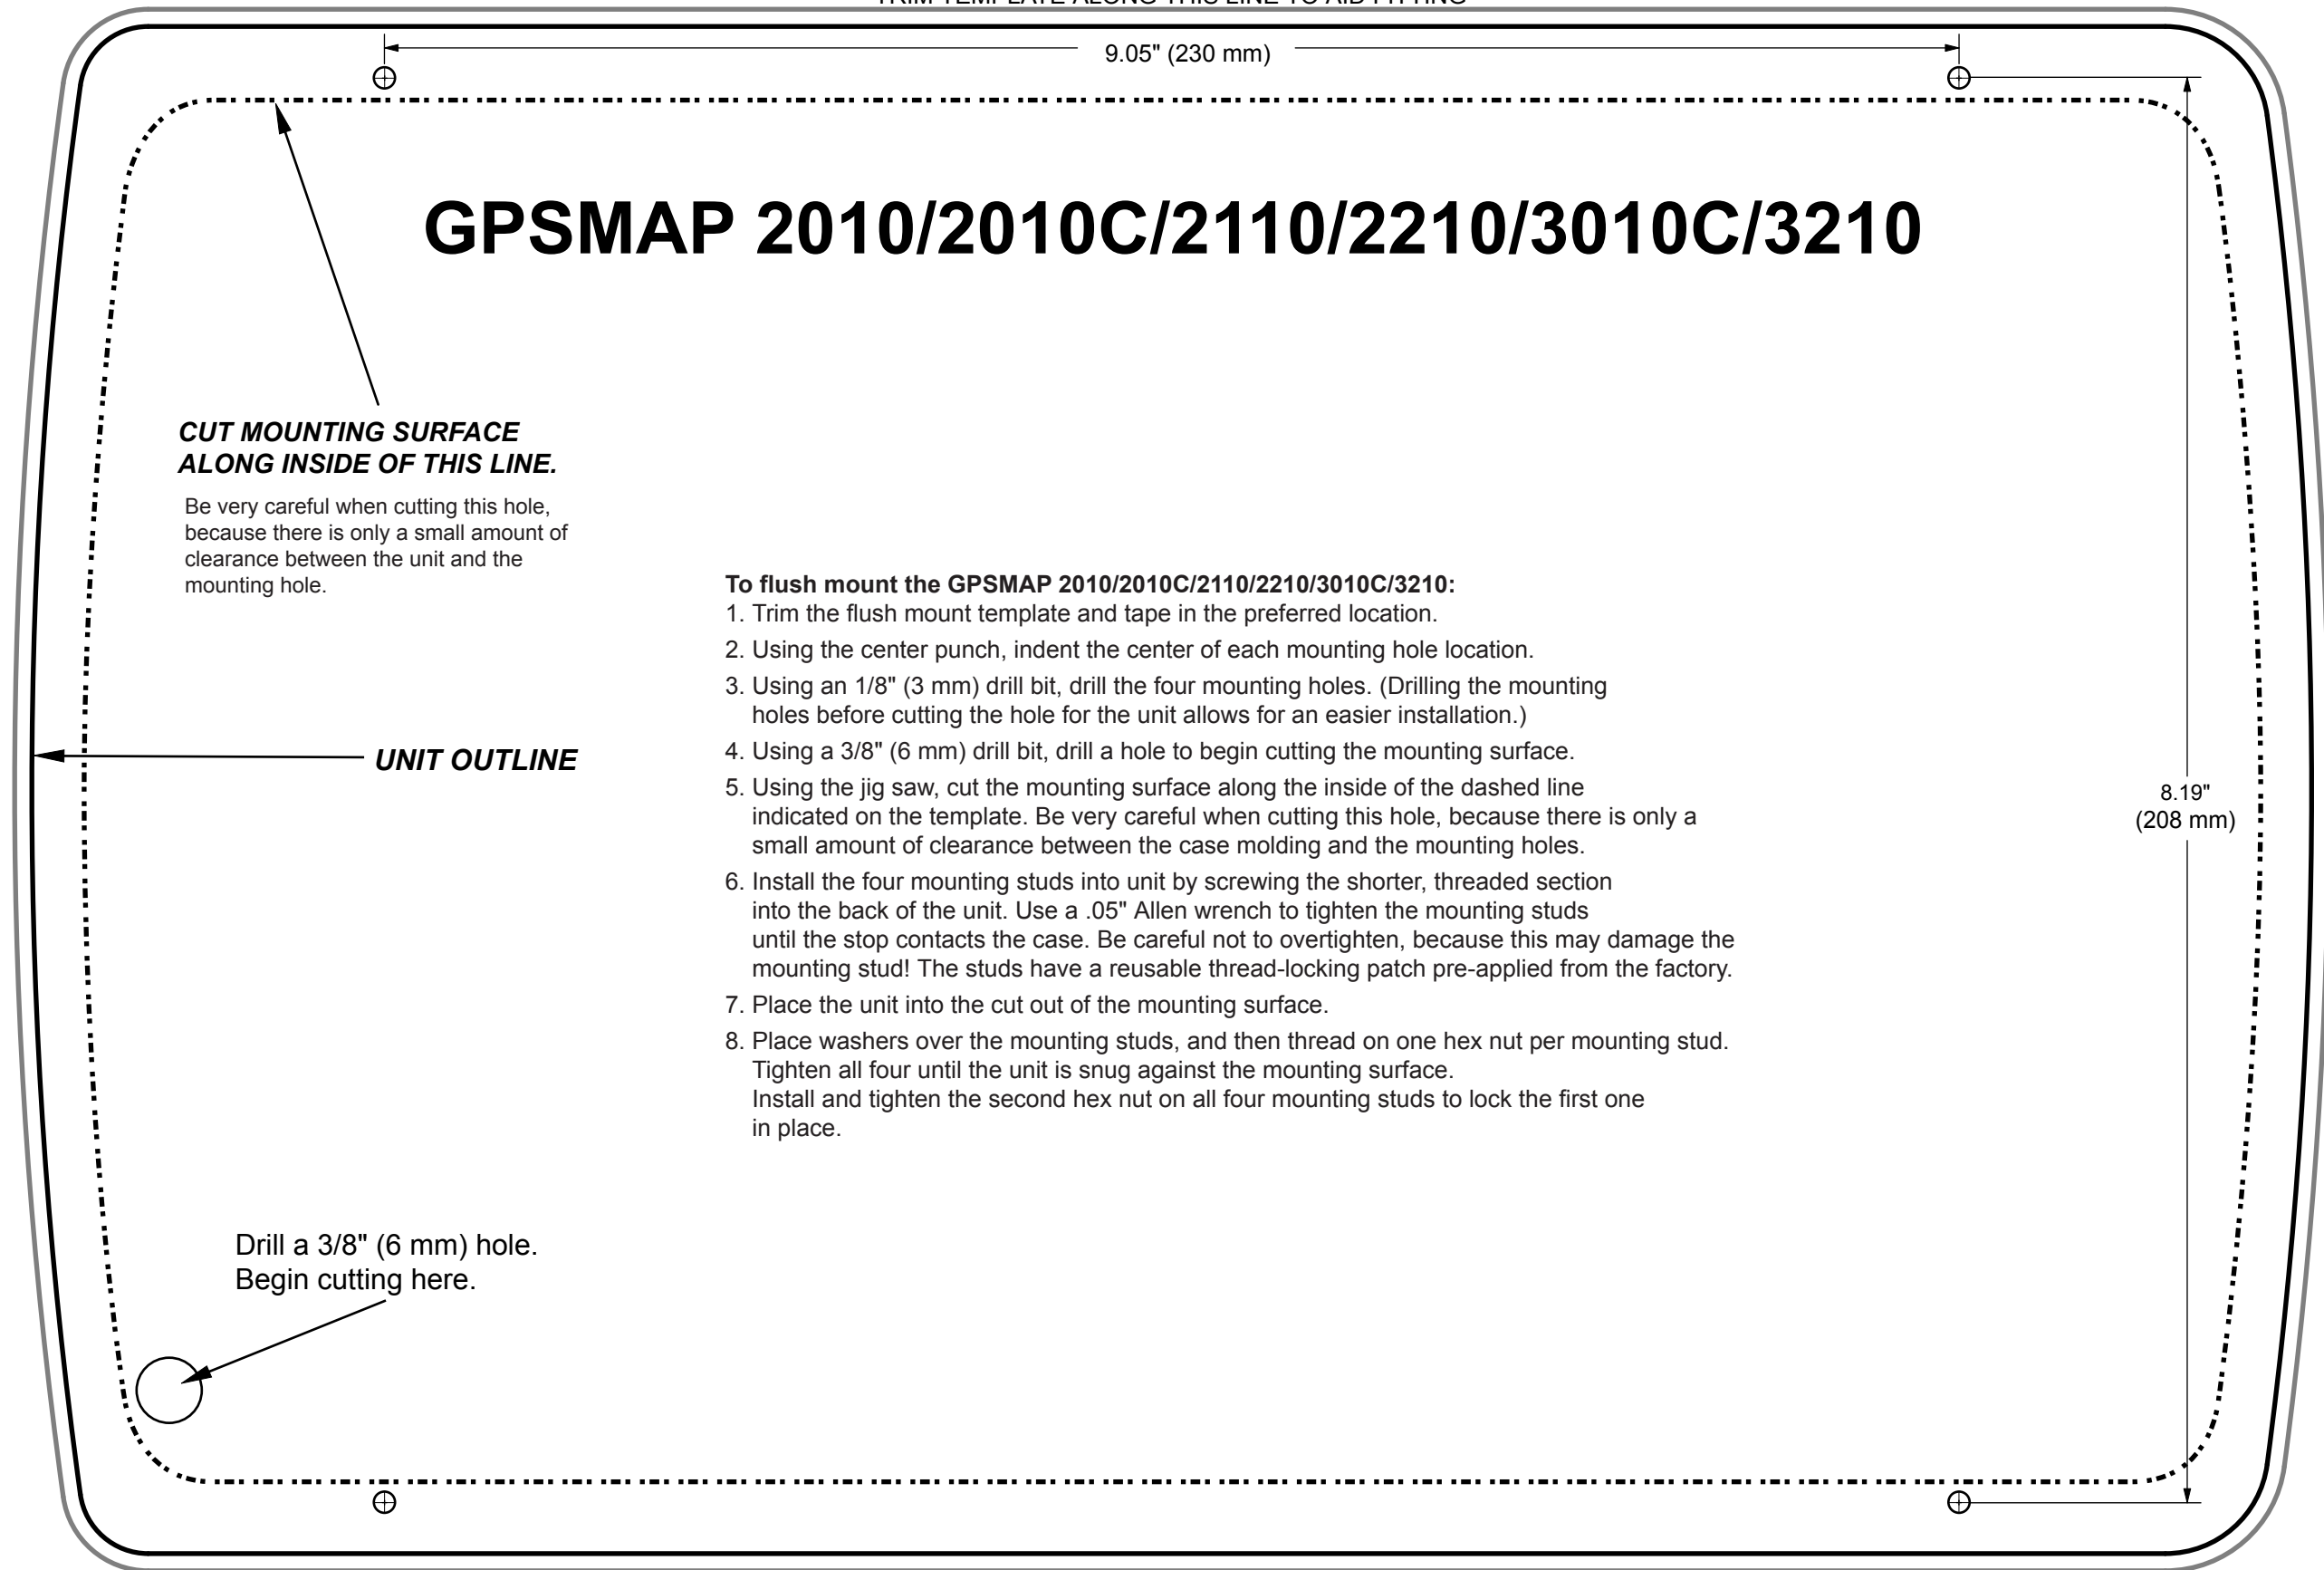 TRIM TEMPLATE ALONG THIS LINE TO AID FITTING
9.05" (230 mm)
GPSMAP 2010/2010C/2110/2210/3010C/3210
CUT MOUNTING SURFACE
ALONG INSIDE OF THIS LINE.
Be very careful when cutting this hole,
because there is only a small amount of
clearance between the unit and the
mounting hole.
To flush mount the GPSMAP 2010/2010C/2110/2210/3010C/3210:
1. Trim the flush mount template and tape in the preferred location.
2. Using the center punch, indent the center of each mounting hole location.
3. Using an 1/8" (3 mm) drill bit, drill the four mounting holes. (Drilling the mounting
holes before cutting the hole for the unit allows for an easier installation.)
4. Using a 3/8" (6 mm) drill bit, drill a hole to begin cutting the mounting surface.
5. Using the jig saw, cut the mounting surface along the inside of the dashed line
indicated on the template. Be very careful when cutting this hole, because there is only a
small amount of clearance between the case molding and the mounting holes.
6. Install the four mounting studs into unit by screwing the shorter, threaded section
into the back of the unit. Use a .05" Allen wrench to tighten the mounting studs
until the stop contacts the case. Be careful not to overtighten, because this may damage the
mounting stud! The studs have a reusable thread-locking patch pre-applied from the factory.
7. Place the unit into the cut out of the mounting surface.
8. Place washers over the mounting studs, and then thread on one hex nut per mounting stud.
Tighten all four until the unit is snug against the mounting surface.
Install and tighten the second hex nut on all four mounting studs to lock the first one
in place.
UNIT OUTLINE
8.19"
(208 mm)
Drill a 3/8" (6 mm) hole.
Begin cutting here.